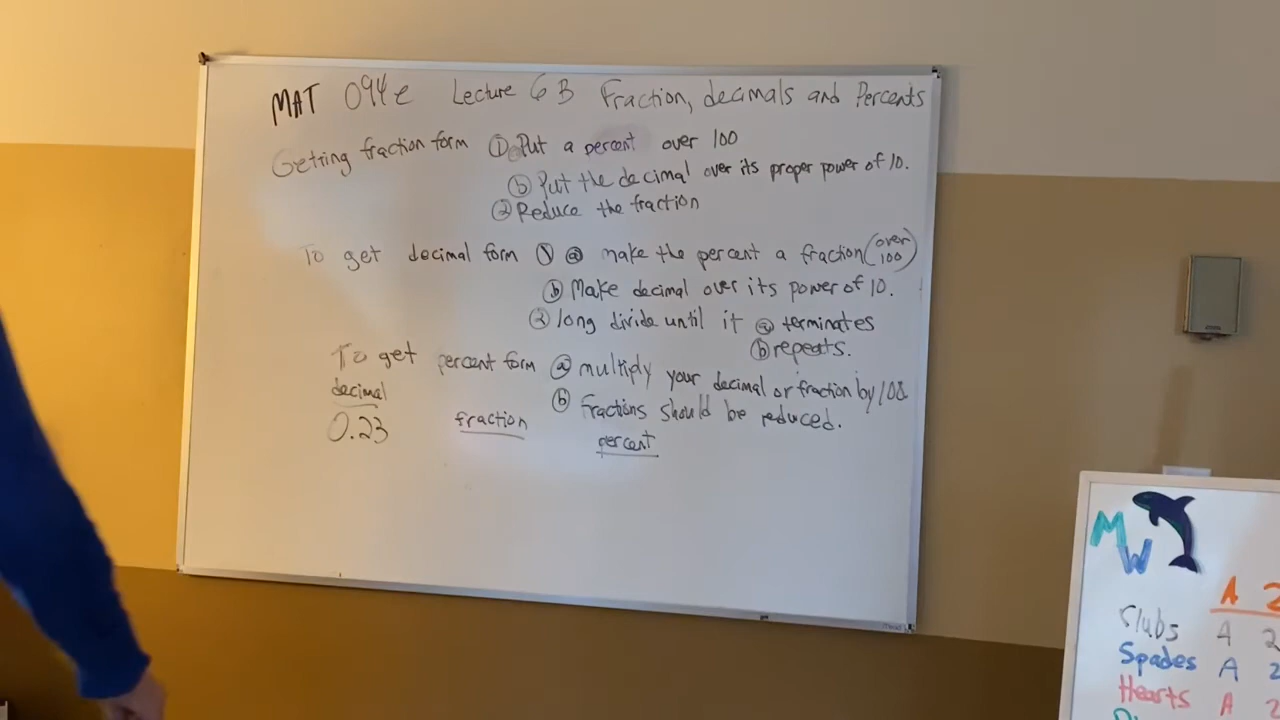 MAT 094e Lecture 6B Fraction, decimals and Percents
Getting fraction form ① ⓐ Put a percent over 100
ⓑ Put the decimal over its proper power of 10.
② Reduce the fraction
To get decimal form ① ⓐ make the percent a fraction (over 100)
ⓑ Make decimal over its power of 10.
② long divide until it ⓐ terminates
ⓑ repeats.
To get percent form ⓐ multiply your decimal or fraction by 100
ⓑ Fractions should be reduced.
decimal fraction percent
0.23
MW
A 2
Clubs A 2
Spades A 2
Hearts A 2